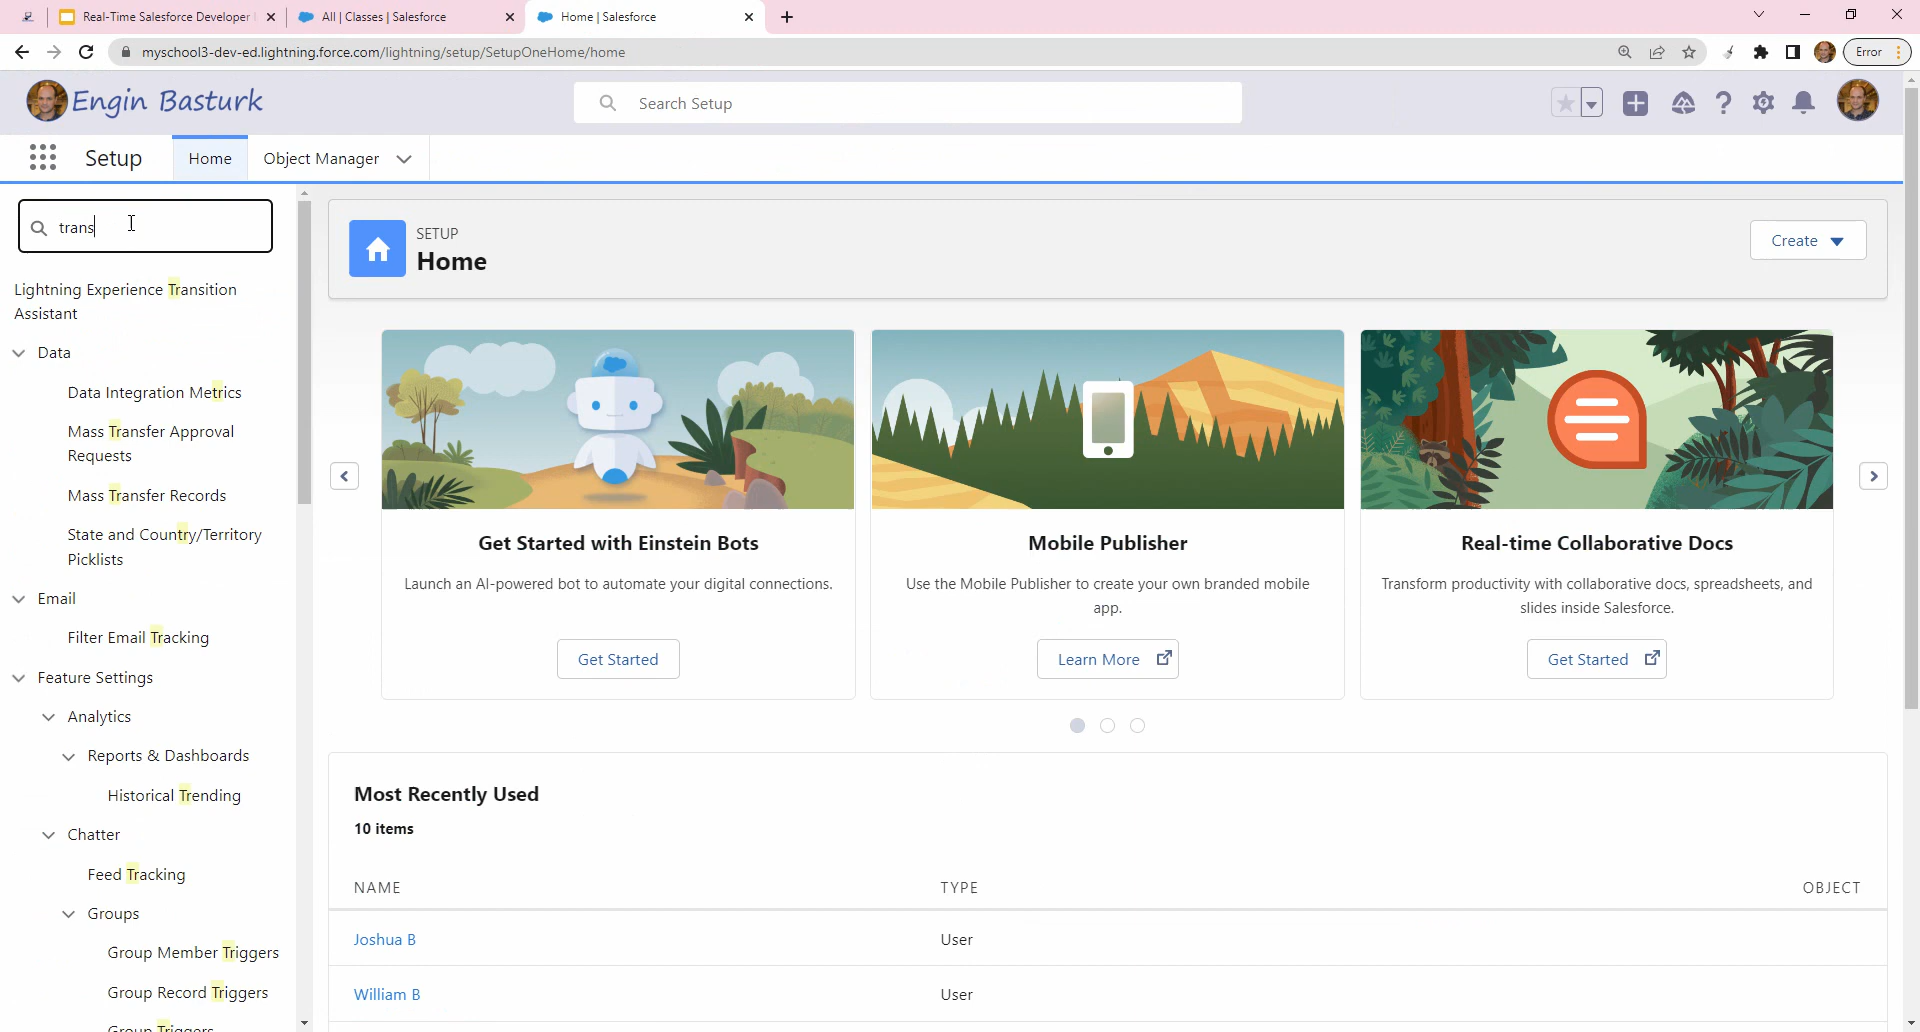 Real-Time Salesforce Developer
All | Classes | Salesforce
Home | Salesforce
myschool3-dev-ed.lightning.force.com/lightning/setup/SetupOneHome/home
Error
Engin Basturk
Search Setup
Setup
Home
Object Manager
trans
Lightning Experience Transition
Assistant
Data
Data Integration Metrics
Mass Transfer Approval
Requests
Mass Transfer Records
State and Country/Territory
Picklists
Email
Filter Email Tracking
Feature Settings
Analytics
Reports & Dashboards
Historical Trending
Chatter
Feed Tracking
Groups
Group Member Triggers
Group Record Triggers
Group Triggers
SETUP
Home
Create
Get Started with Einstein Bots
Launch an AI-powered bot to automate your digital connections.
Get Started
Mobile Publisher
Use the Mobile Publisher to create your own branded mobile
app.
Learn More
Real-time Collaborative Docs
Transform productivity with collaborative docs, spreadsheets, and
slides inside Salesforce.
Get Started
Most Recently Used
10 items
NAME TYPE OBJECT
Joshua B User
William B User